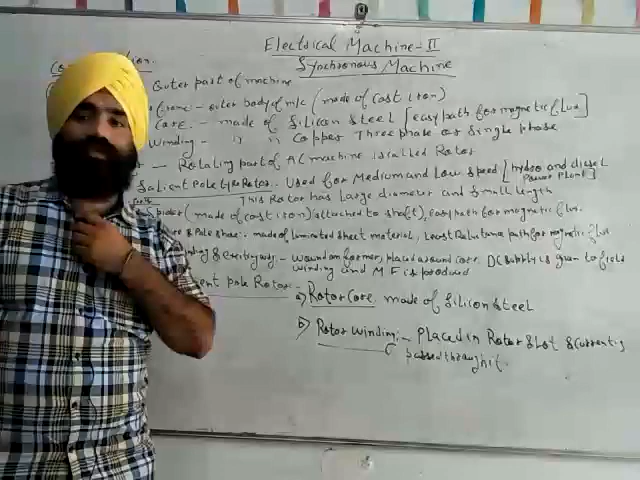 Electrical Machine-II
Synchronous Machine
Outer part of machine
Frame - outer body of m/c (made of cast iron)
Core - made of Silicon Steel [easy path for magnetic flux]
Winding - " " Copper Three phase or Single phase
- Rotating part of AC machine is called Rotor
Salient Pole type Rotor. Used for Medium and Low Speed [hydro and diesel Power Plant]
This Rotor has Large diameter and Small length
Spider (made of cast iron) attached to shaft), easy path for magnetic flux.
& Pole shoe: made of laminated sheet material, Least Reluctance path for magnetic flux
& - wound on former, placed around core. DC supply is given to field
winding and MF is produced
Pole Rotor:-
a) Rotor Core made of Silicon Steel
b) Rotor winding:- Placed in Rotor Slot & Current is
passed through it.